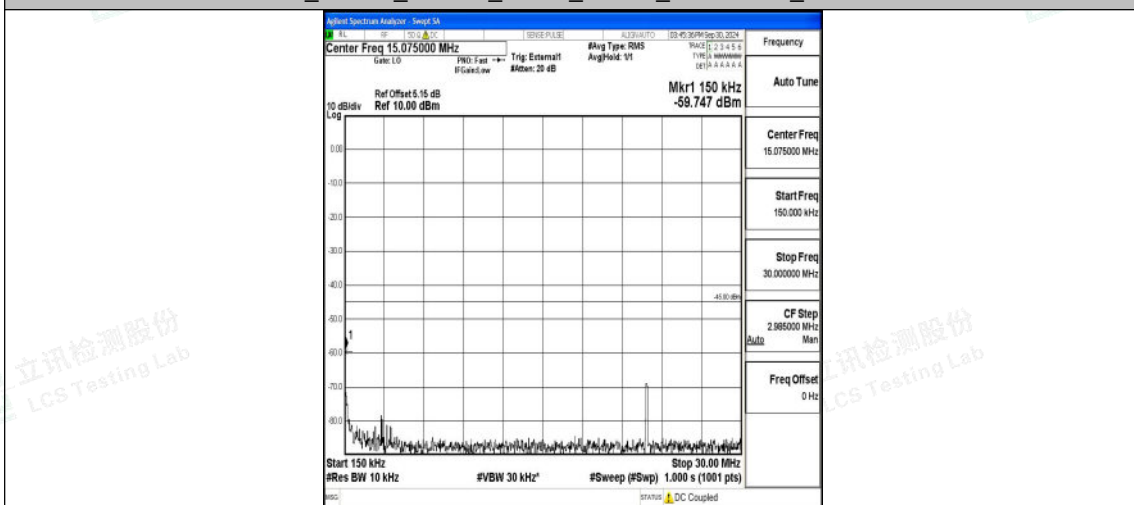 Agilent Spectrum Analyzer - Swept SA
RL RF 50 Ω DC SENSE:PULSE ALIGNAUTO 03:45:36PM Sep 30, 2024
Center Freq 15.075000 MHz
Gate: LO
PNO: Fast
IFGain:Low
Trig: External1
#Atten: 20 dB
#Avg Type: RMS
Avg|Hold: 1/1
TRACE 1 2 3 4 5 6
TYPE A WWWWW
DET A A A A A A
Frequency
Auto Tune
Mkr1 150 kHz
-59.747 dBm
Ref Offset 6.15 dB
Ref 10.00 dBm
10 dB/div
Log
0.00
-10.0
-20.0
-30.0
-40.0
-50.0
-60.0
-70.0
-80.0
-45.00 dBm
1
Center Freq
15.075000 MHz
Start Freq
150.000 kHz
Stop Freq
30.000000 MHz
CF Step
2.985000 MHz
Auto Man
Freq Offset
0 Hz
Start 150 kHz Stop 30.00 MHz
#Res BW 10 kHz #VBW 30 kHz* #Sweep (#Swp) 1.000 s (1001 pts)
MSG STATUS DC Coupled
立讯检测股份
LCS Testing Lab
立讯检测股份
LCS Testing Lab